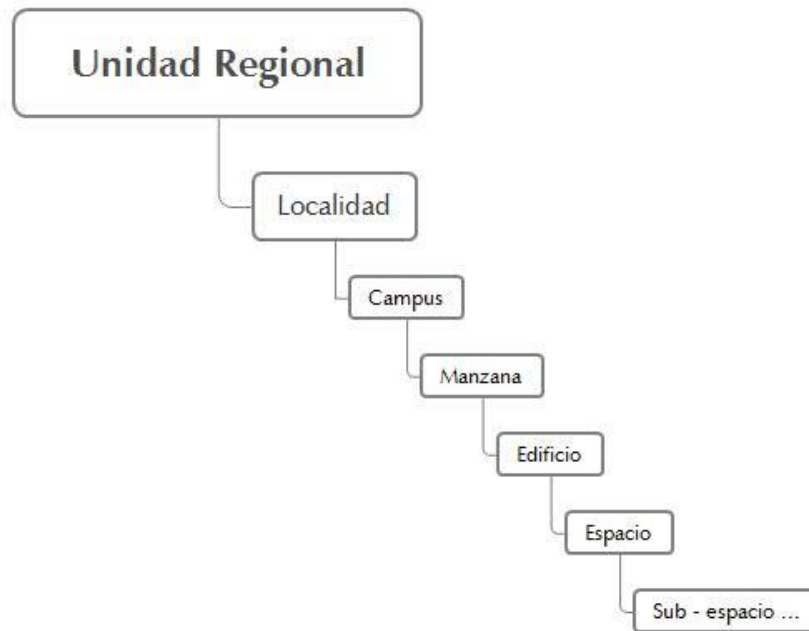 Unidad Regional
Localidad
Campus
Manzana
Edificio
Espacio
Sub - espacio ...